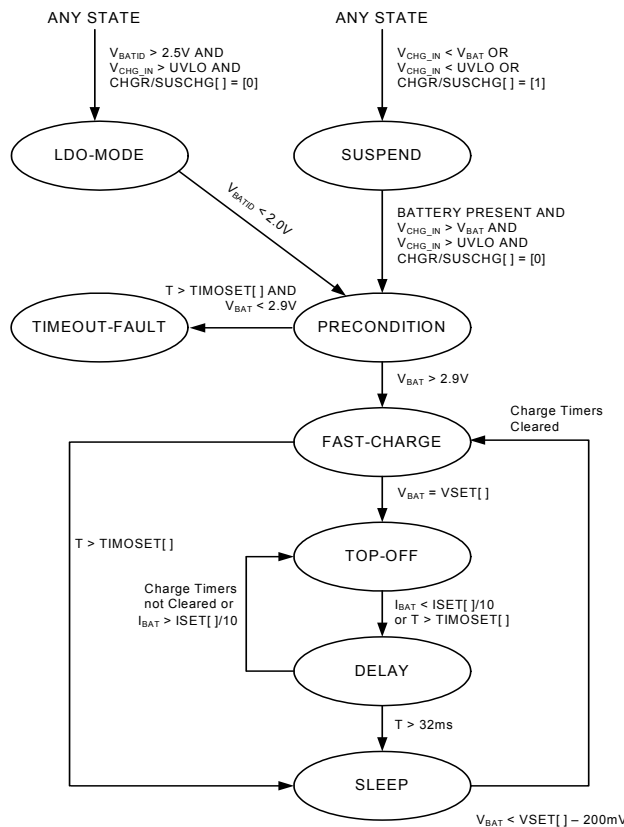 ANY STATE
ANY STATE
VBATID > 2.5V AND
VCHG_IN > UVLO AND
CHGR/SUSCHG[ ] = [0]
VCHG_IN < VBAT OR
VCHG_IN < UVLO OR
CHGR/SUSCHG[ ] = [1]
LDO-MODE
SUSPEND
VBATID < 2.0V
BATTERY PRESENT AND
VCHG_IN > VBAT AND
VCHG_IN > UVLO AND
CHGR/SUSCHG[ ] = [0]
T > TIMOSET[ ] AND
VBAT < 2.9V
TIMEOUT-FAULT
PRECONDITION
VBAT > 2.9V
Charge Timers
Cleared
FAST-CHARGE
VBAT = VSET[ ]
T > TIMOSET[ ]
TOP-OFF
Charge Timers
not Cleared or
IBAT > ISET[ ]/10
IBAT < ISET[ ]/10
or T > TIMOSET[ ]
DELAY
T > 32ms
SLEEP
VBAT < VSET[ ] – 200mV